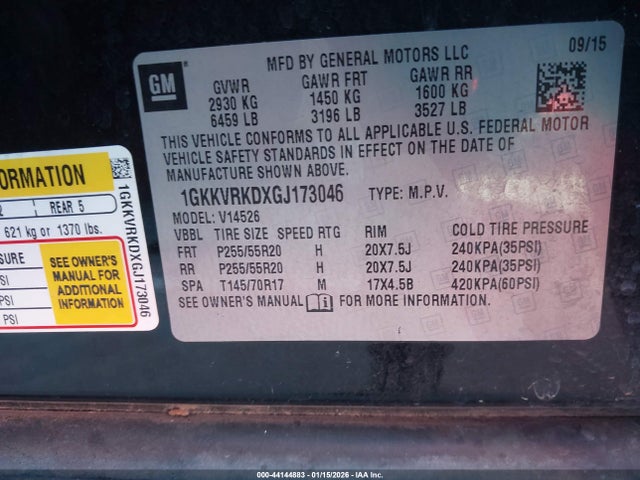 GM
MFD BY GENERAL MOTORS LLC
09/15
GVWR GAWR FRT GAWR RR
2930 KG 1450 KG 1600 KG
6459 LB 3196 LB 3527 LB
THIS VEHICLE CONFORMS TO ALL APPLICABLE U.S. FEDERAL MOTOR
VEHICLE SAFETY STANDARDS IN EFFECT ON THE DATE OF
MANUFACTURE SHOWN ABOVE.
1GKKVRKDXGJ173046 TYPE: M.P.V.
MODEL: V14526
VBBL TIRE SIZE SPEED RTG RIM COLD TIRE PRESSURE
FRT P255/55R20 H 20X7.5J 240KPA(35PSI)
RR P255/55R20 H 20X7.5J 240KPA(35PSI)
SPA T145/70R17 M 17X4.5B 420KPA(60PSI)
SEE OWNER'S MANUAL FOR MORE INFORMATION.
ORMATION
REAR 5
621 kg or 1370 lbs.
SURE
PSI
PSI
SEE OWNER'S
MANUAL FOR
ADDITIONAL
INFORMATION
1GKKVRKDXGJ173046
000-44144883 - 01/15/2026 - IAA Inc.